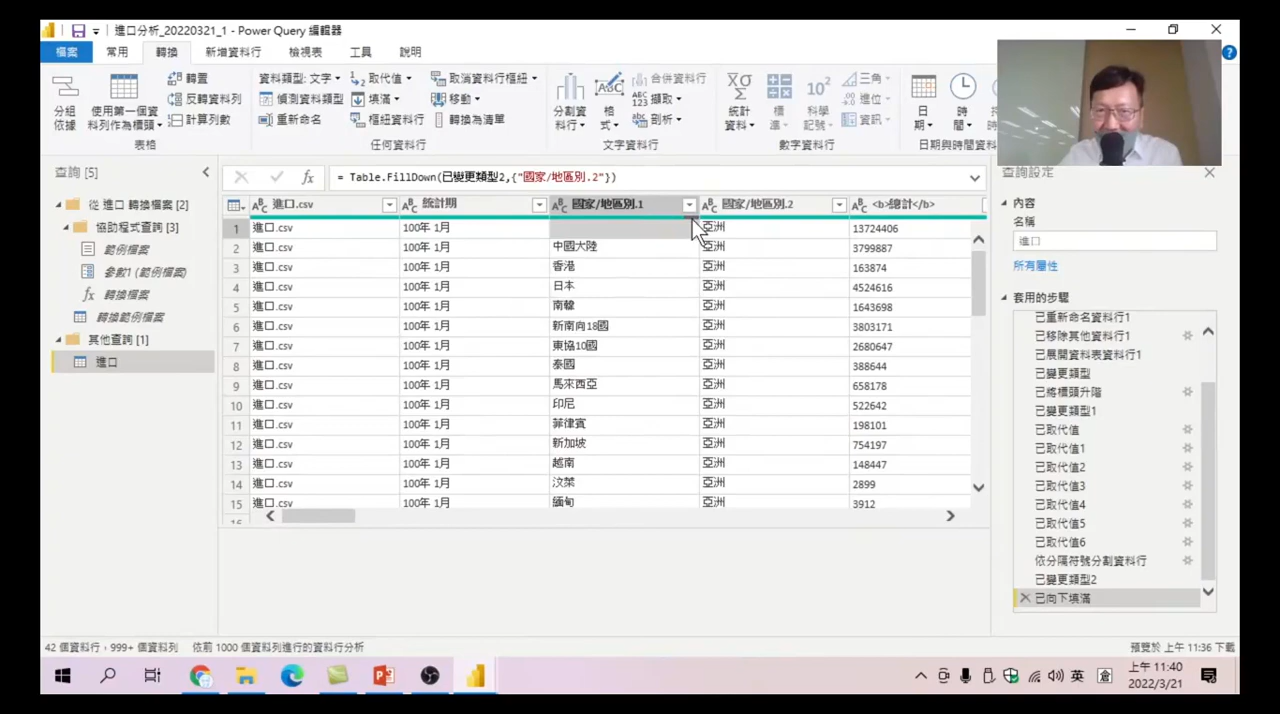 進口分析_20220321_1 - Power Query 編輯器
檔案 常用 轉換 新增資料行 檢視表 工具 說明
轉置 資料類型: 文字 取代值 取消資料行樞紐 合併資料行 三角
分組依據 使用第一個資料列作為標頭 反轉資料列 偵測資料類型 填滿 移動 分割資料行 格式 擷取 統計資料 標準 科學記號 進位 日期 時間
計算列數 重新命名 樞紐資料行 轉換為清單 剖析 資訊
表格 任何資料行 文字資料行 數字資料行 日期與時間資料
查詢 [5]
= Table.FillDown(已變更類型2,{"國家/地區別.2"})
從 進口 轉換檔案 [2]
協助程式查詢 [3]
範例檔案
參數1 (範例檔案)
fx 轉換檔案
轉換範例檔案
其他查詢 [1]
進口
進口.csv 統計期 國家/地區別.1 國家/地區別.2 <b>總計</b>
1 進口.csv 100年 1月 亞洲 13724406
2 進口.csv 100年 1月 中國大陸 亞洲 3799887
3 進口.csv 100年 1月 香港 亞洲 163874
4 進口.csv 100年 1月 日本 亞洲 4524616
5 進口.csv 100年 1月 南韓 亞洲 1643698
6 進口.csv 100年 1月 新南向18國 亞洲 3803171
7 進口.csv 100年 1月 東協10國 亞洲 2680647
8 進口.csv 100年 1月 泰國 亞洲 388644
9 進口.csv 100年 1月 馬來西亞 亞洲 658178
10 進口.csv 100年 1月 印尼 亞洲 522642
11 進口.csv 100年 1月 菲律賓 亞洲 198101
12 進口.csv 100年 1月 新加坡 亞洲 754197
13 進口.csv 100年 1月 越南 亞洲 148447
14 進口.csv 100年 1月 汶萊 亞洲 2899
15 進口.csv 100年 1月 緬甸 亞洲 3912
16
查詢設定
內容
名稱
進口
所有屬性
套用的步驟
已重新命名資料行1
已移除其他資料行1
已展開資料表資料行1
已變更類型
已將標頭升階
已變更類型1
已取代值
已取代值1
已取代值2
已取代值3
已取代值4
已取代值5
已取代值6
依分隔符號分割資料行
已變更類型2
已向下填滿
42 個資料行，999+ 個資料列 依前 1000 個資料列進行的資料行分析 預覽於 上午 11:36 下載
英 上午 11:40
2022/3/21